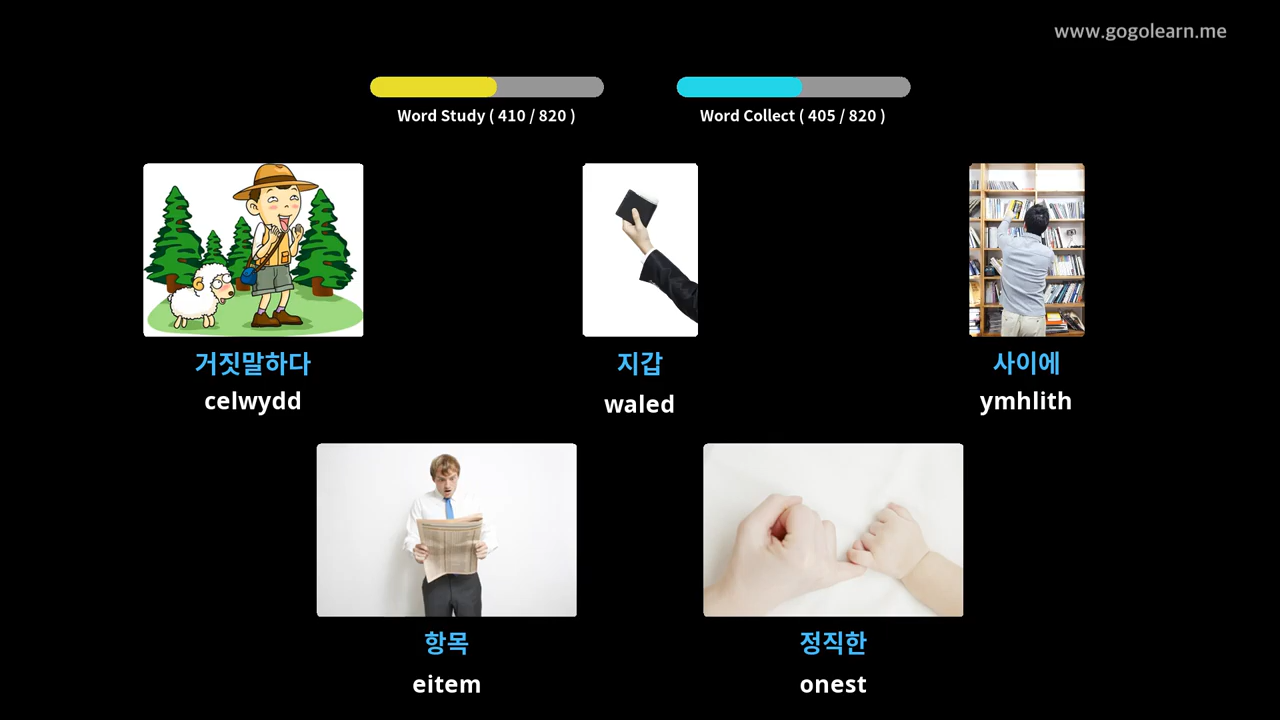 www.gogolearn.me
Word Study ( 410 / 820 )
Word Collect ( 405 / 820 )
거짓말하다
celwydd
지갑
waled
사이에
ymhlith
항목
eitem
정직한
onest